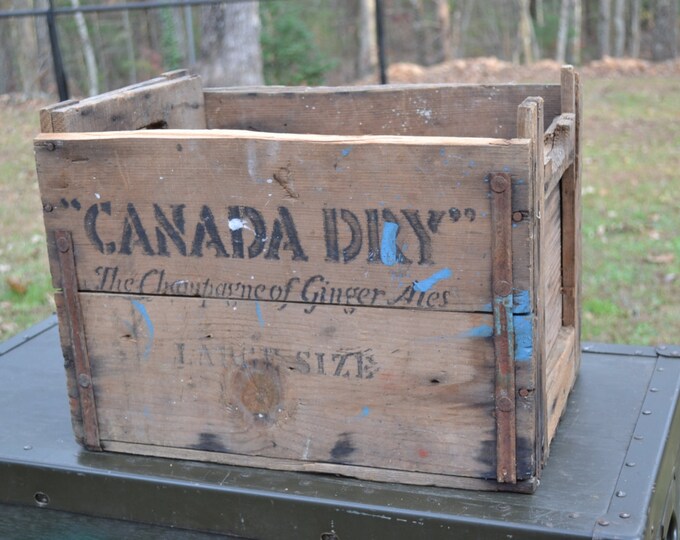 "CANADA DRY"
The Champagne of Ginger Ales
LARGE SIZE